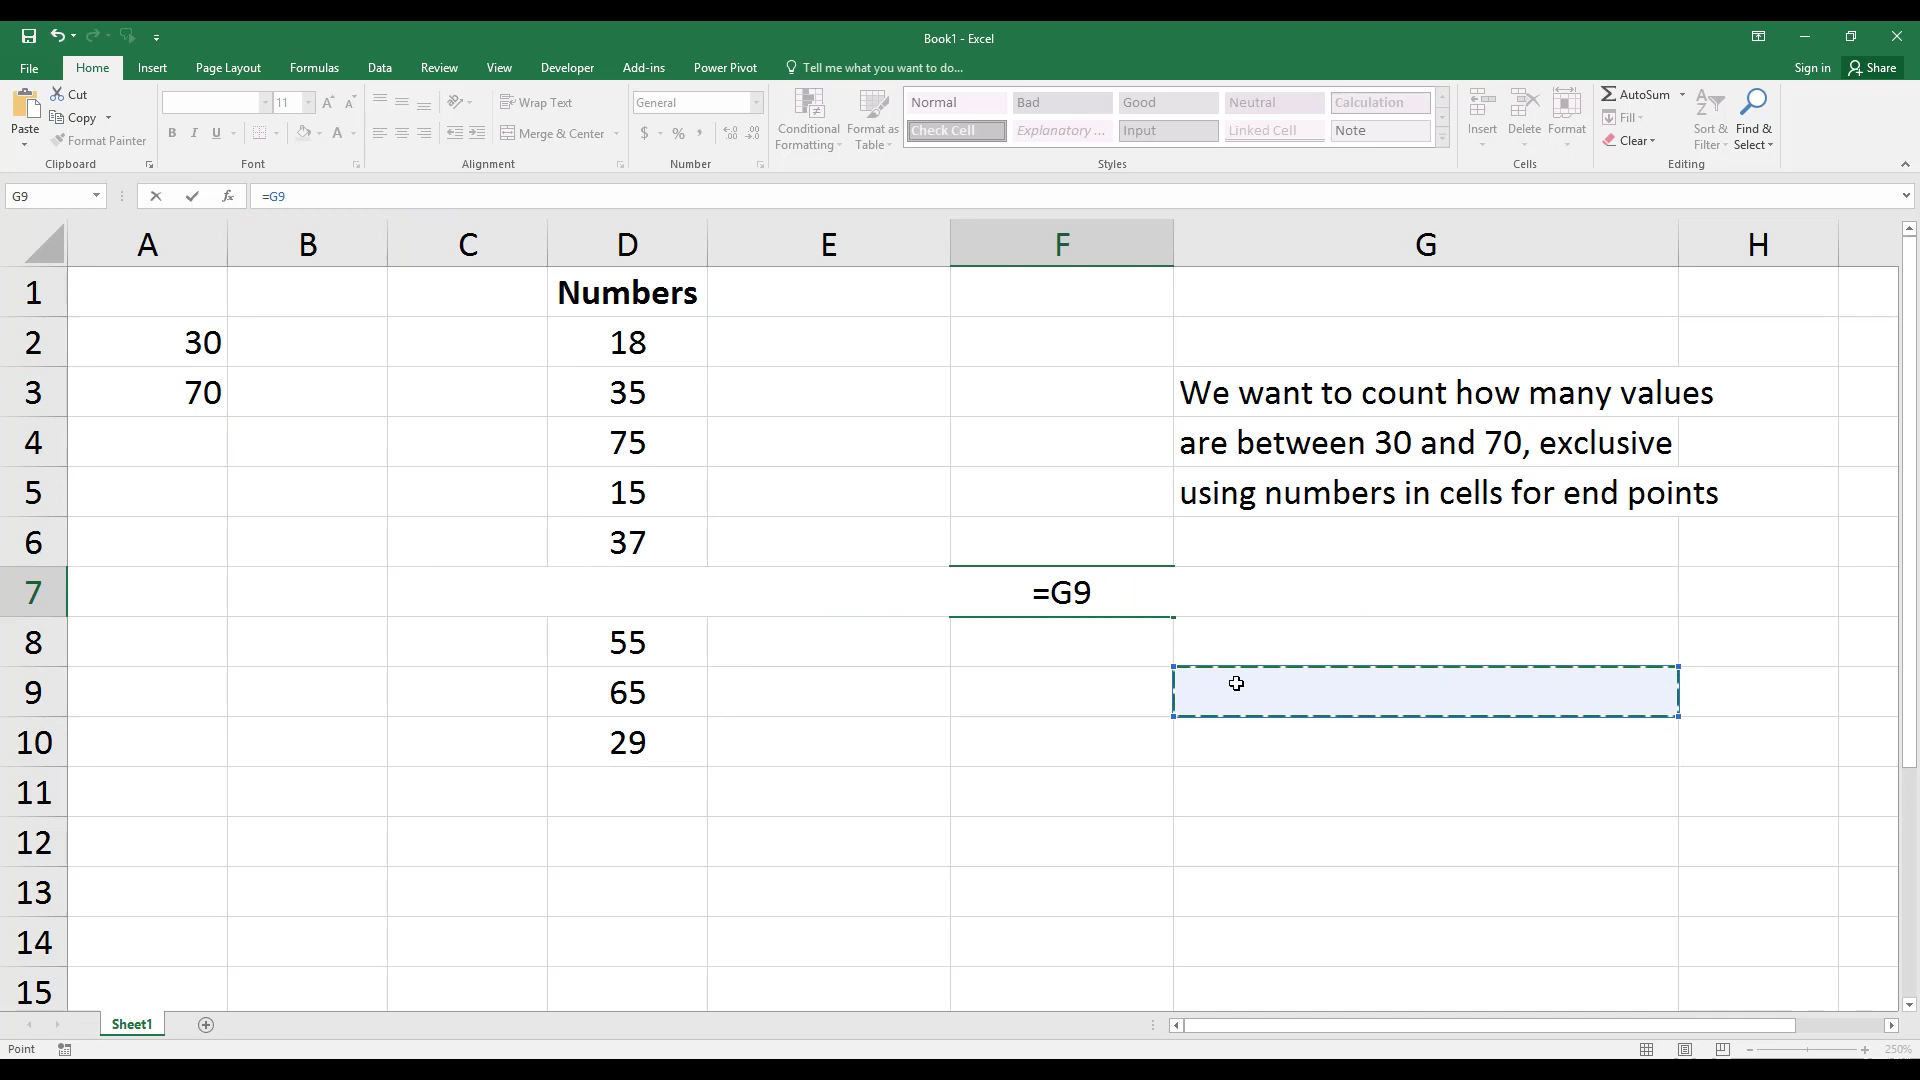 Book1 - Excel
File Home Insert Page Layout Formulas Data Review View Developer Add-ins Power Pivot Tell me what you want to do... Sign in Share
Paste
Cut
Copy
Format Painter
Clipboard
11 A A
B I U A
Font
Wrap Text
Merge & Center
Alignment
General
$ % ,
Number
Conditional Formatting
Format as Table
Normal Bad Good Neutral Calculation
Check Cell Explanatory ... Input Linked Cell Note
Styles
Insert Delete Format
Cells
AutoSum
Fill
Clear
Sort & Filter
Find & Select
Editing
G9 fx =G9
A B C D E F G H
1 Numbers
2 30 18
3 70 35 We want to count how many values
4 75 are between 30 and 70, exclusive
5 15 using numbers in cells for end points
6 37
7 =G9
8 55
9 65
10 29
11
12
13
14
15
Sheet1
Point 250%